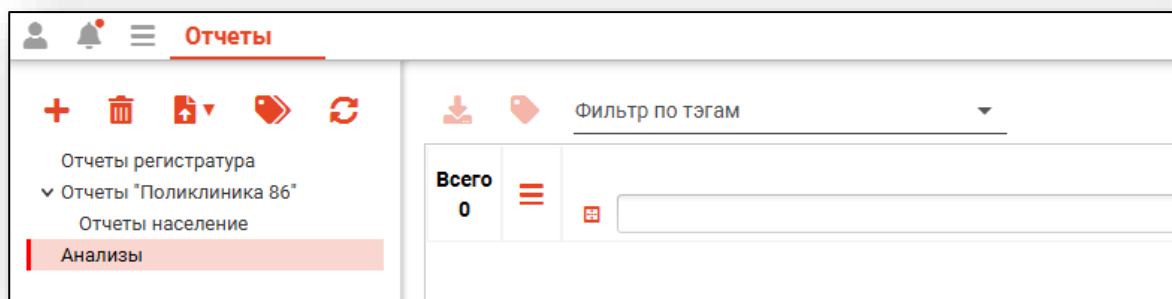 Отчеты
Фильтр по тэгам
Отчеты регистратура
Отчеты "Поликлиника 86"
Отчеты население
Анализы
Всего
0